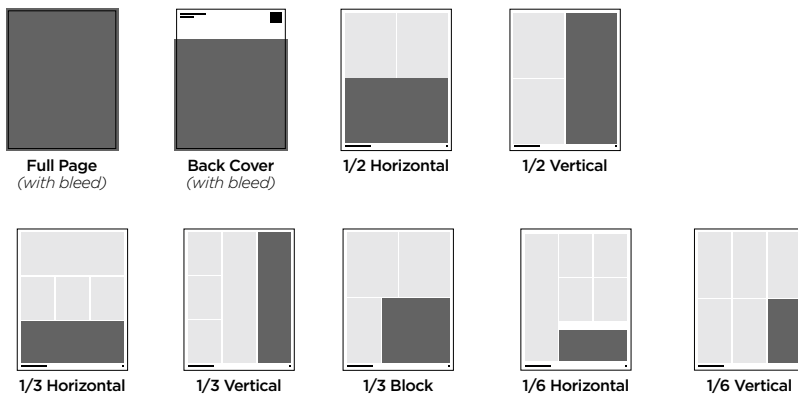 Full Page
(with bleed)
Back Cover
(with bleed)
1/2 Horizontal
1/2 Vertical
1/3 Horizontal
1/3 Vertical
1/3 Block
1/6 Horizontal
1/6 Vertical